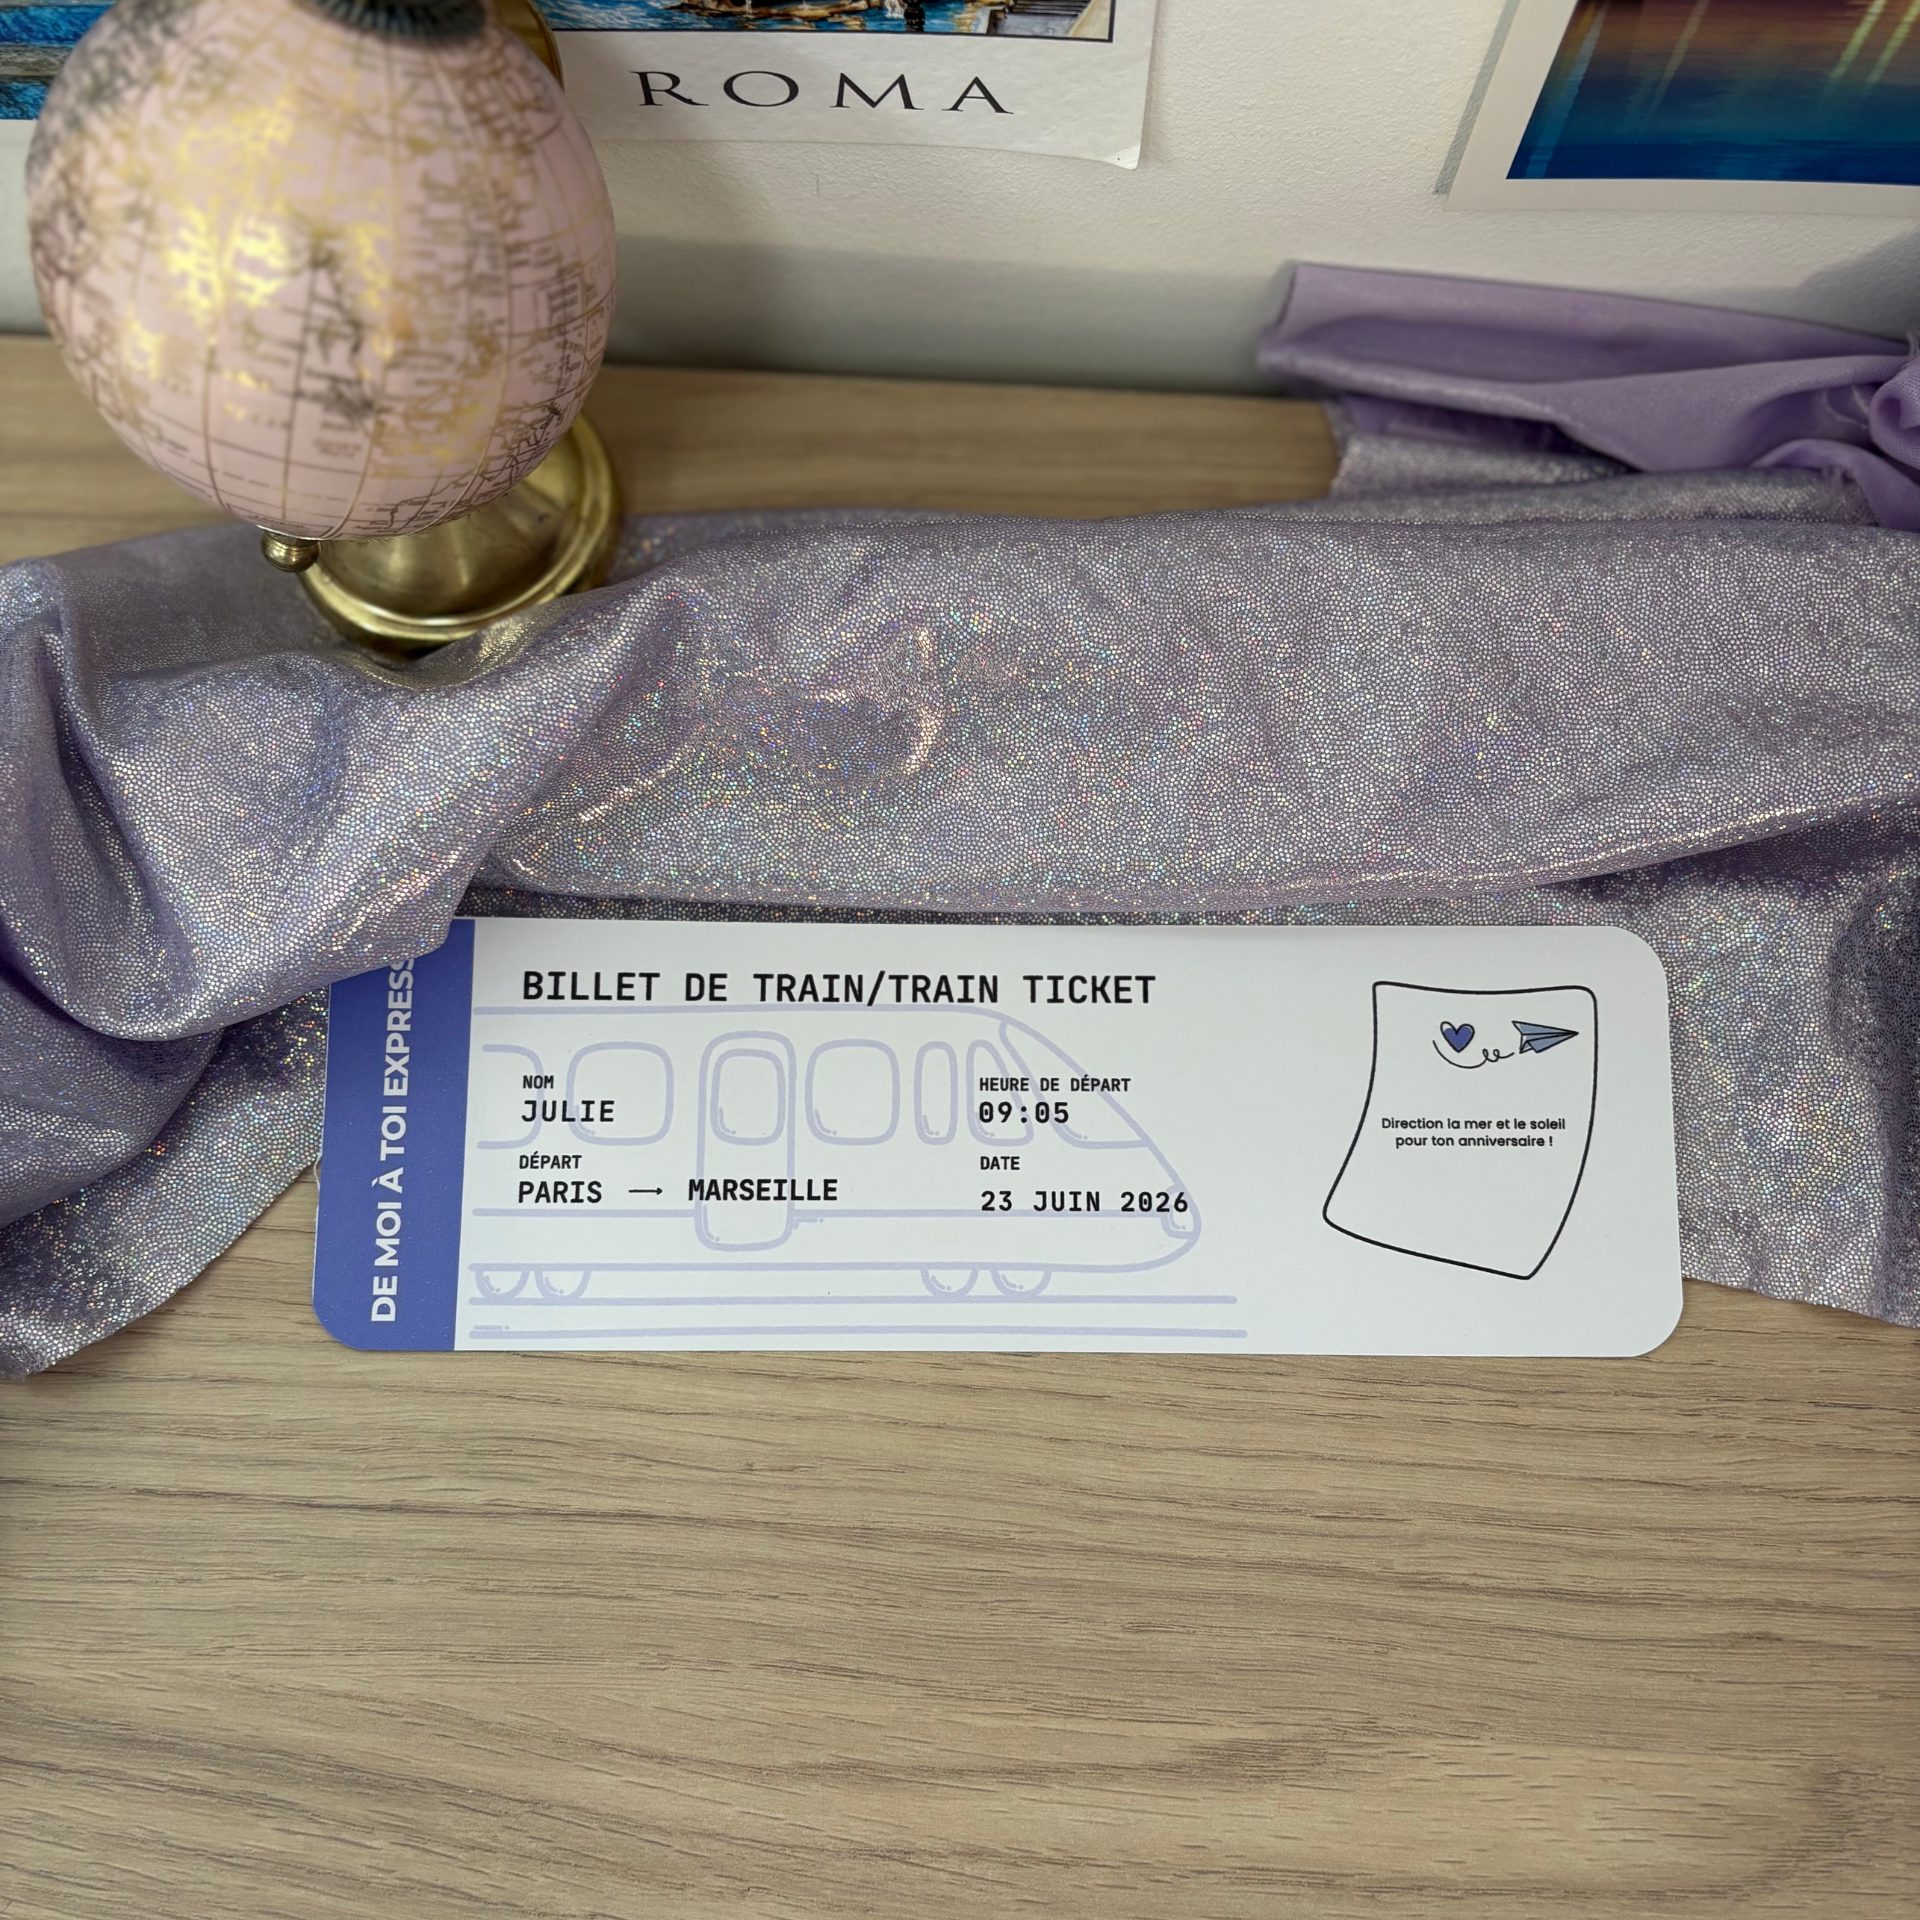 ROMA
DE MOI À TOI EXPRESS
BILLET DE TRAIN/TRAIN TICKET
NOM
JULIE
HEURE DE DÉPART
09:05
DÉPART
PARIS → MARSEILLE
DATE
23 JUIN 2026
Direction la mer et le soleil
pour ton anniversaire !